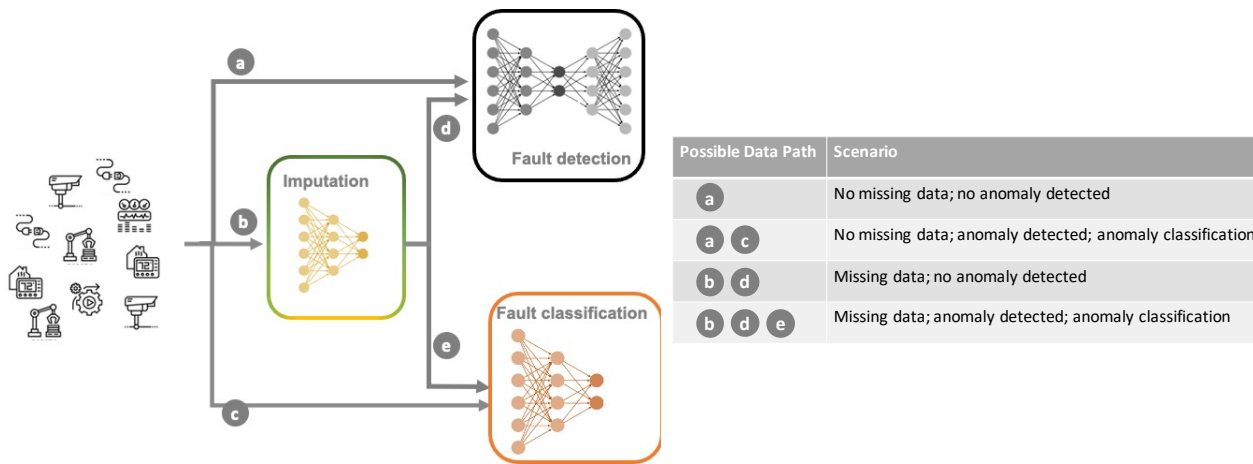 a
d
Fault detection
Imputation
b
Fault classification
e
c
Possible Data Path Scenario
a No missing data; no anomaly detected
a c No missing data; anomaly detected; anomaly classification
b d Missing data; no anomaly detected
b d e Missing data; anomaly detected; anomaly classification